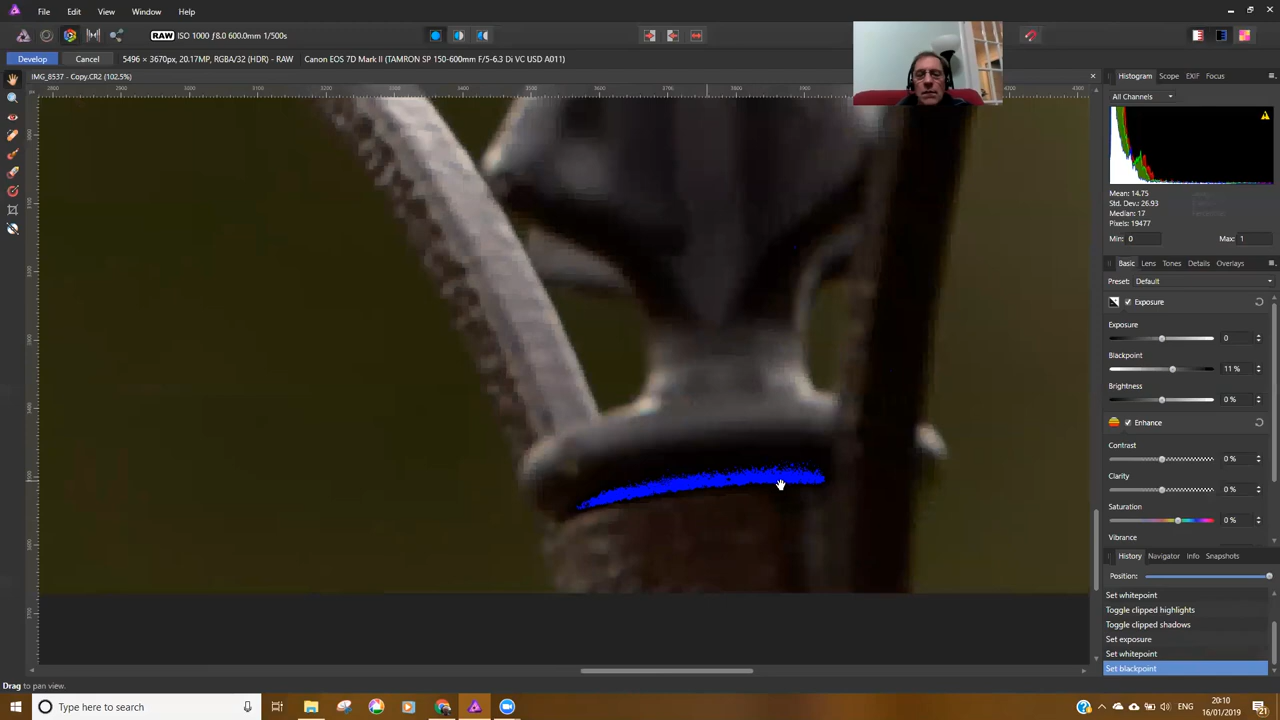 File Edit View Window Help
RAW ISO 1000 ƒ8.0 600.0mm 1/500s
Develop Cancel 5496 × 3670px, 20.17MP, RGBA/32 (HDR) - RAW Canon EOS 7D Mark II (TAMRON SP 150-600mm F/5-6.3 Di VC USD A011)
IMG_8537 - Copy.CR2 (102.5%)
Histogram Scope EXIF Focus
All Channels
Mean: 14.75
Std. Dev.: 26.93
Median: 17
Pixels: 19477
Min: 0 Max: 1
Basic Lens Tones Details Overlays
Preset: Default
Exposure
Exposure
0
Blackpoint
11 %
Brightness
0 %
Enhance
Contrast
0 %
Clarity
0 %
Saturation
0 %
Vibrance
History Navigator Info Snapshots
Position:
Set whitepoint
Toggle clipped highlights
Toggle clipped shadows
Set exposure
Set whitepoint
Set blackpoint
Drag to pan view.
Type here to search
ENG
20:10
16/01/2019
21